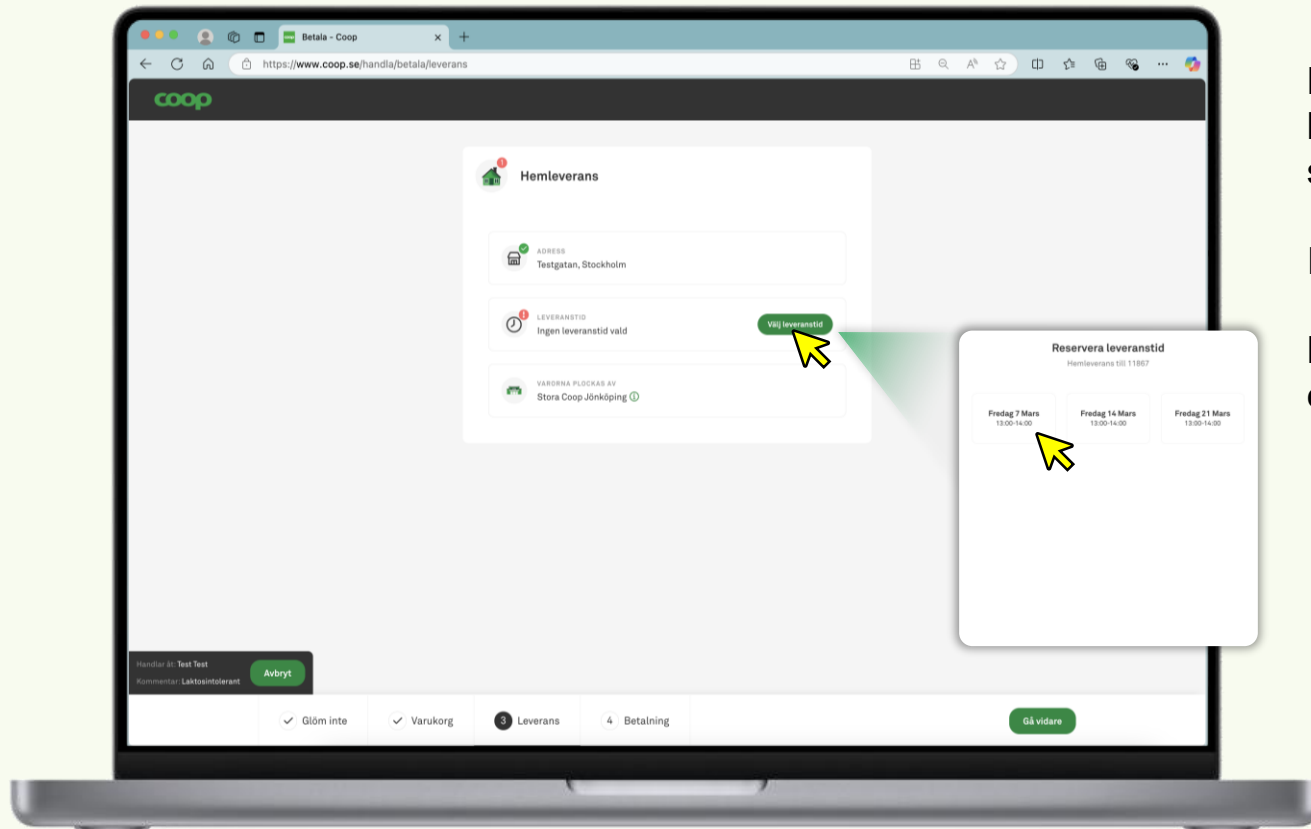 Betala - Coop
https://www.coop.se/handla/betala/leverans
coop
Hemleverans
ADRESS
Testgatan, Stockholm
LEVERANSTID
Ingen leveranstid vald
Välj leveranstid
VARORNA PLOCKAS AV
Stora Coop Jönköping
Reservera leveranstid
Hemleverans till 11867
Fredag 7 Mars
13:00-14:00
Fredag 14 Mars
13:00-14:00
Fredag 21 Mars
13:00-14:00
Handlar åt: Test Test
Kommentar: Laktosintolerant
Avbryt
Glöm inte
Varukorg
3 Leverans
4 Betalning
Gå vidare